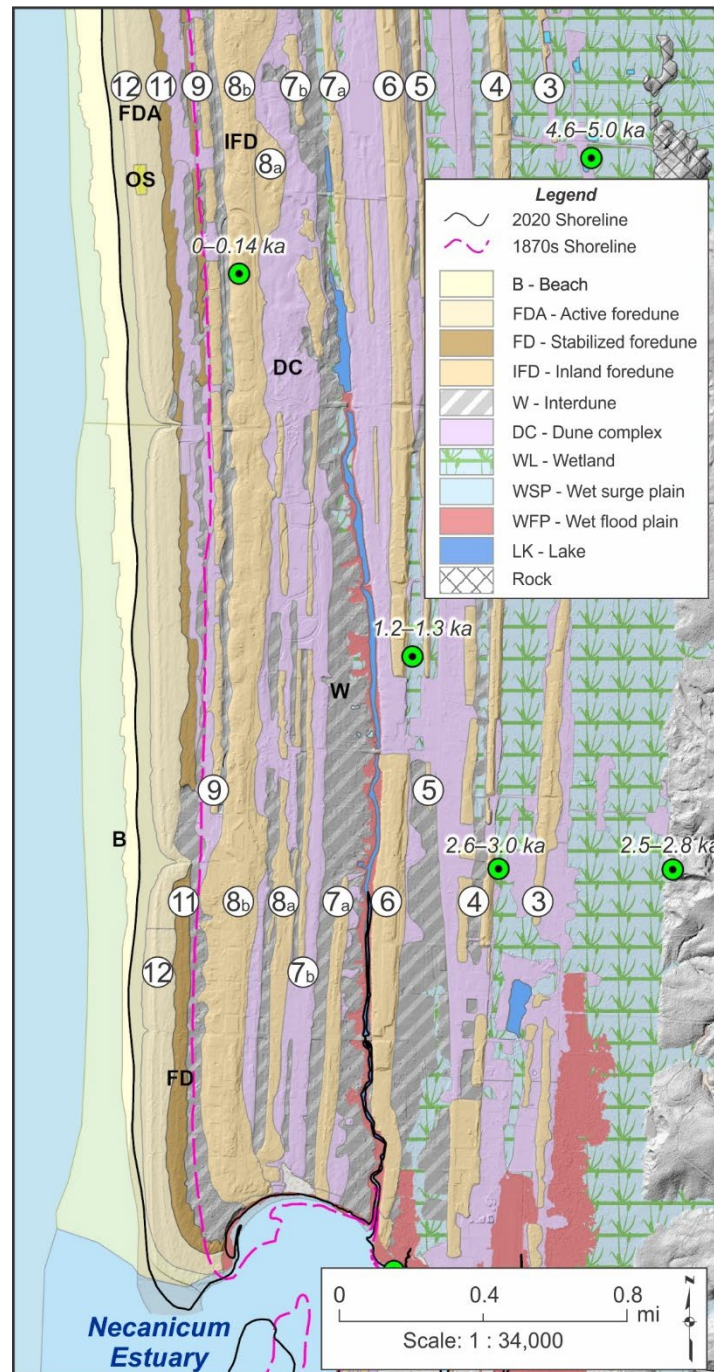 12 11 9 8b 7b 7a 6 5 4 3
FDA
IFD
8a
OS
4.6–5.0 ka
0–0.14 ka
DC
Legend
2020 Shoreline
1870s Shoreline
B - Beach
FDA - Active foredune
FD - Stabilized foredune
IFD - Inland foredune
W - Interdune
DC - Dune complex
WL - Wetland
WSP - Wet surge plain
WFP - Wet flood plain
LK - Lake
Rock
1.2–1.3 ka
W
9
5
B
2.6–3.0 ka
2.5–2.8 ka
11 8b 8a 7a 6 4 3
12
7b
FD
Necanicum
Estuary
0 0.4 0.8
mi
Scale: 1 : 34,000
N